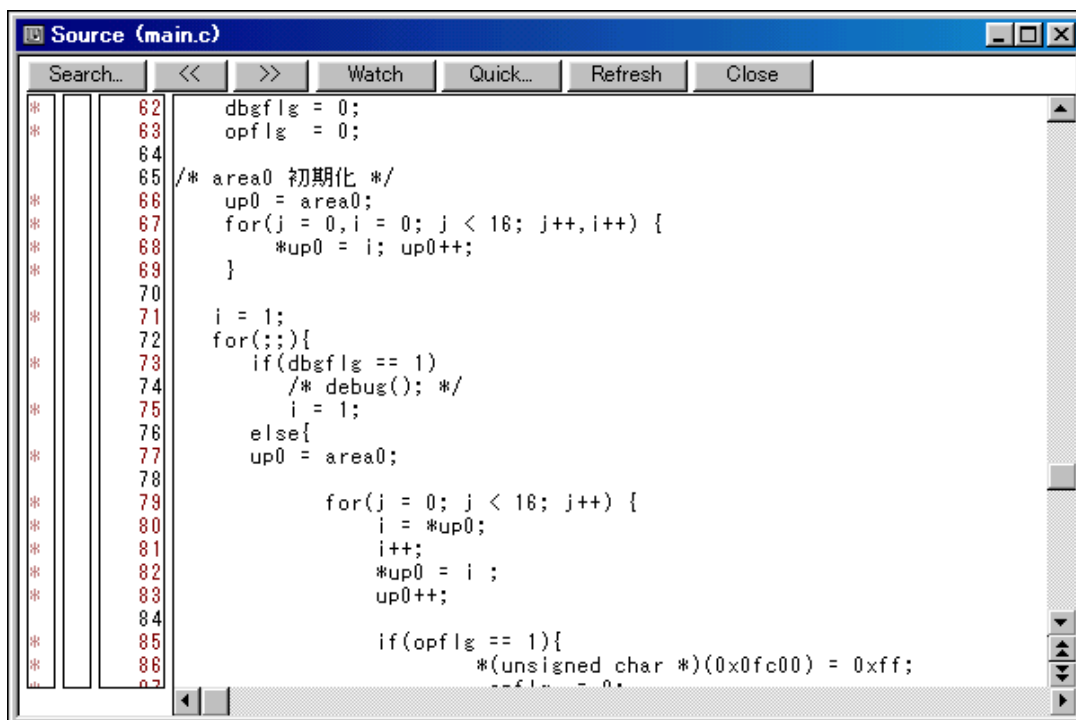 Source (main.c)
Search... << >> Watch Quick... Refresh Close
* 62     dbgflg = 0;
* 63     opflg  = 0;
64
65 /* area0 初期化 */
* 66     up0 = area0;
* 67     for(j = 0,i = 0; j < 16; j++,i++) {
* 68         *up0 = i; up0++;
* 69     }
70
* 71    i = 1;
72    for(;;){
* 73       if(dbgflg == 1)
74          /* debug(); */
* 75          i = 1;
76       else{
* 77       up0 = area0;
78
* 79             for(j = 0; j < 16; j++) {
* 80                 i = *up0;
* 81                 i++;
* 82                 *up0 = i ;
* 83                 up0++;
84
* 85                 if(opflg == 1){
* 86                         *(unsigned char *)(0x0fc00) = 0xff;